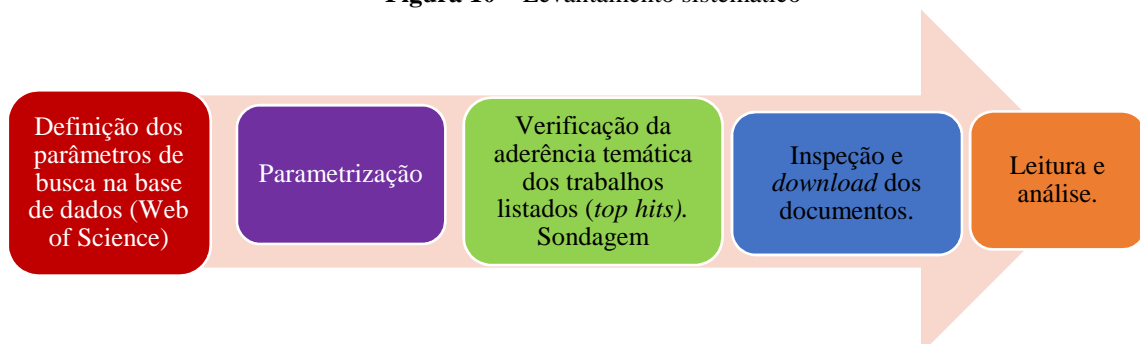 Definição dos
parâmetros de
busca na base
de dados (Web
of Science)
Parametrização
Verificação da
aderência temática
dos trabalhos
listados (top hits).
Sondagem
Inspeção e
download dos
documentos.
Leitura e
análise.